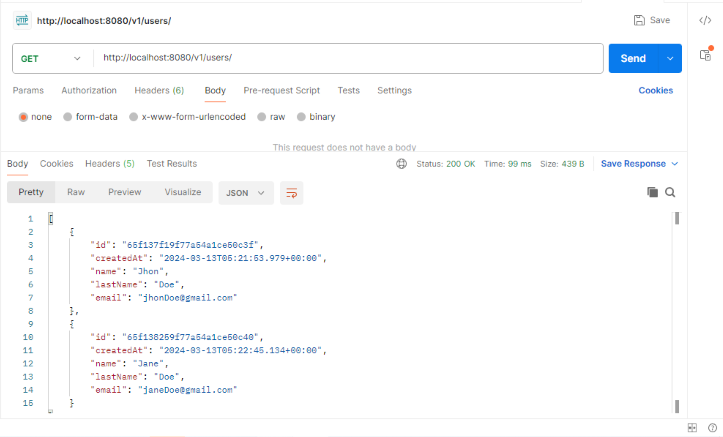 HTTP http://localhost:8080/v1/users/ Save
GET http://localhost:8080/v1/users/ Send
Params Authorization Headers (6) Body Pre-request Script Tests Settings Cookies
none form-data x-www-form-urlencoded raw binary
This request does not have a body
Body Cookies Headers (5) Test Results Status: 200 OK Time: 99 ms Size: 439 B Save Response
Pretty Raw Preview Visualize JSON
1 [
2 {
3 "id": "65f137f19f77a54a1ce50c3f",
4 "createdAt": "2024-03-13T05:21:53.979+00:00",
5 "name": "Jhon",
6 "lastName": "Doe",
7 "email": "jhonDoe@gmail.com"
8 },
9 {
10 "id": "65f138259f77a54a1ce50c40",
11 "createdAt": "2024-03-13T05:22:45.134+00:00",
12 "name": "Jane",
13 "lastName": "Doe",
14 "email": "janeDoe@gmail.com"
15 }